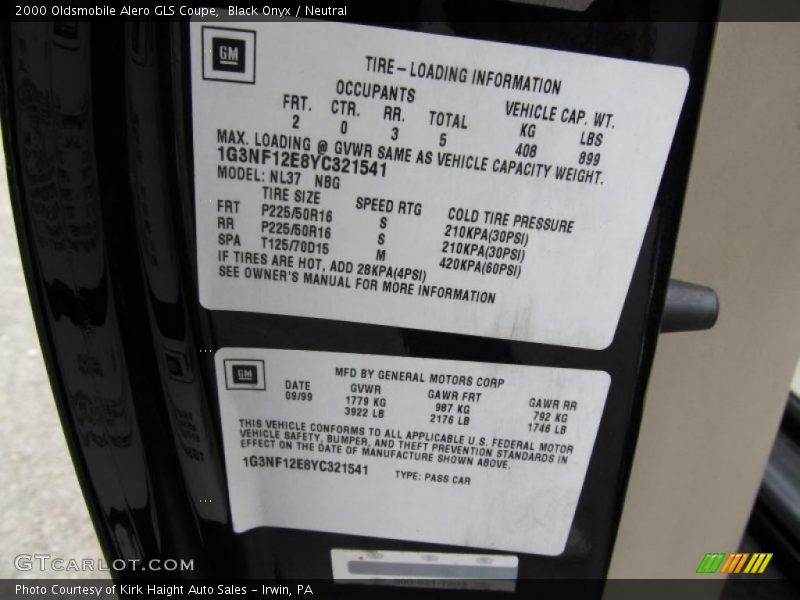 2000 Oldsmobile Alero GLS Coupe,  Black Onyx / Neutral
GM
TIRE-LOADING INFORMATION
OCCUPANTS VEHICLE CAP. WT.
FRT. CTR. RR. TOTAL KG LBS
2 0 3 5 408 899
MAX. LOADING @ GVWR SAME AS VEHICLE CAPACITY WEIGHT.
1G3NF12E8YC321541
MODEL: NL37 NBG
TIRE SIZE SPEED RTG COLD TIRE PRESSURE
FRT P225/50R16 S 210KPA(30PSI)
RR P225/50R16 S 210KPA(30PSI)
SPA T125/70D15 M 420KPA(60PSI)
IF TIRES ARE HOT, ADD 28KPA(4PSI)
SEE OWNER'S MANUAL FOR MORE INFORMATION
GM
MFD BY GENERAL MOTORS CORP
DATE GVWR GAWR FRT GAWR RR
09/99 1779 KG 987 KG 792 KG
3922 LB 2176 LB 1746 LB
THIS VEHICLE CONFORMS TO ALL APPLICABLE U.S. FEDERAL MOTOR
VEHICLE SAFETY, BUMPER, AND THEFT PREVENTION STANDARDS IN
EFFECT ON THE DATE OF MANUFACTURE SHOWN ABOVE.
1G3NF12E8YC321541 TYPE: PASS CAR
GTCarLot.com
Photo Courtesy of Kirk Haight Auto Sales - Irwin, PA